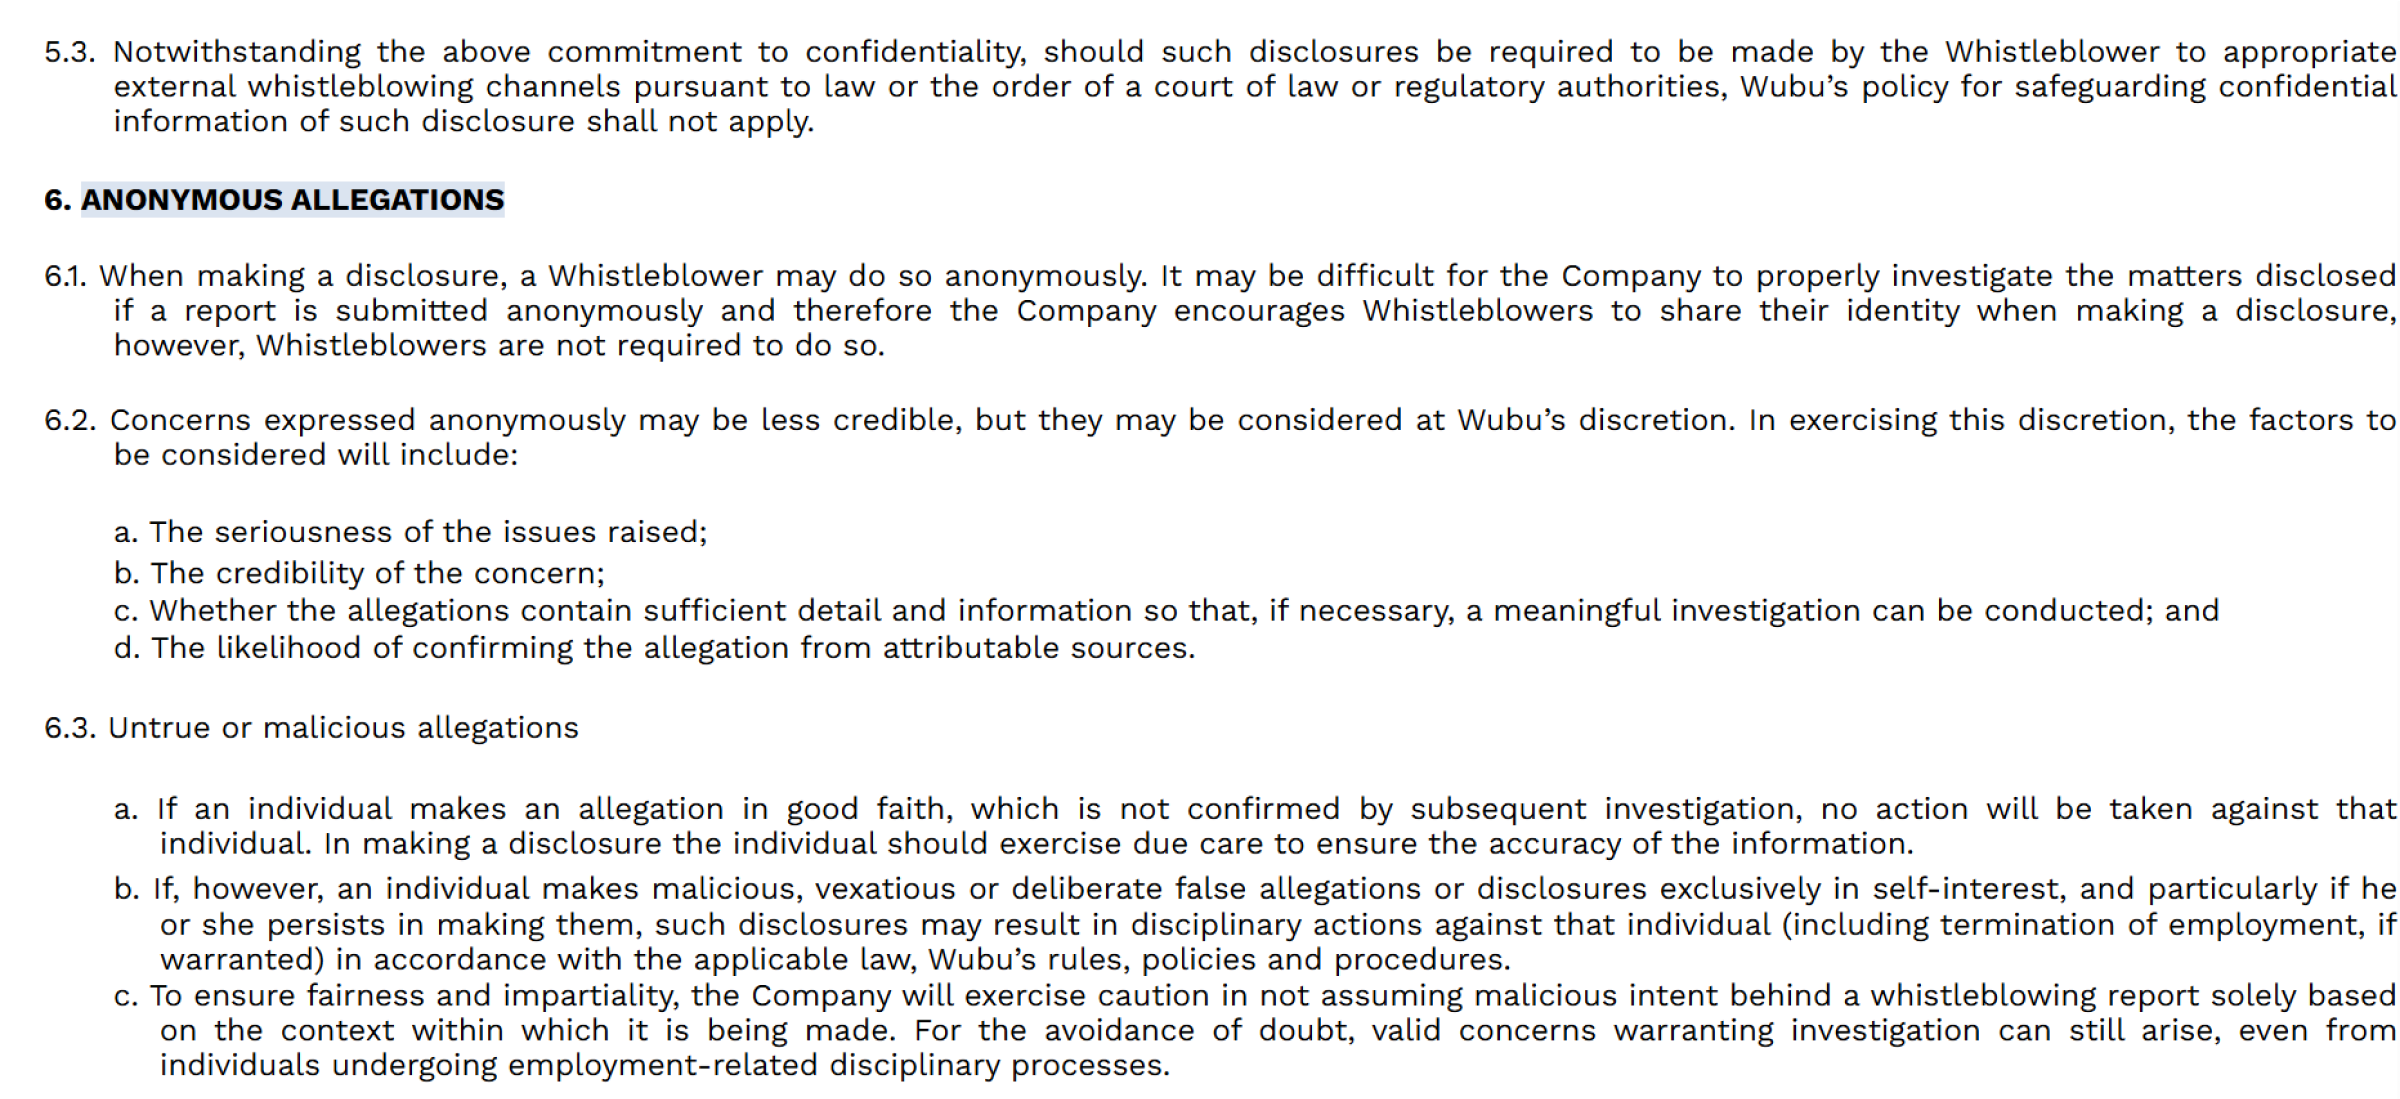 5.3. Notwithstanding the above commitment to confidentiality, should such disclosures be required to be made by the Whistleblower to appropriate
external whistleblowing channels pursuant to law or the order of a court of law or regulatory authorities, Wubu’s policy for safeguarding confidential
information of such disclosure shall not apply.
6. ANONYMOUS ALLEGATIONS
6.1. When making a disclosure, a Whistleblower may do so anonymously. It may be difficult for the Company to properly investigate the matters disclosed
if a report is submitted anonymously and therefore the Company encourages Whistleblowers to share their identity when making a disclosure,
however, Whistleblowers are not required to do so.
6.2. Concerns expressed anonymously may be less credible, but they may be considered at Wubu’s discretion. In exercising this discretion, the factors to
be considered will include:
a. The seriousness of the issues raised;
b. The credibility of the concern;
c. Whether the allegations contain sufficient detail and information so that, if necessary, a meaningful investigation can be conducted; and
d. The likelihood of confirming the allegation from attributable sources.
6.3. Untrue or malicious allegations
a. If an individual makes an allegation in good faith, which is not confirmed by subsequent investigation, no action will be taken against that
individual. In making a disclosure the individual should exercise due care to ensure the accuracy of the information.
b. If, however, an individual makes malicious, vexatious or deliberate false allegations or disclosures exclusively in self-interest, and particularly if he
or she persists in making them, such disclosures may result in disciplinary actions against that individual (including termination of employment, if
warranted) in accordance with the applicable law, Wubu’s rules, policies and procedures.
c. To ensure fairness and impartiality, the Company will exercise caution in not assuming malicious intent behind a whistleblowing report solely based
on the context within which it is being made. For the avoidance of doubt, valid concerns warranting investigation can still arise, even from
individuals undergoing employment-related disciplinary processes.